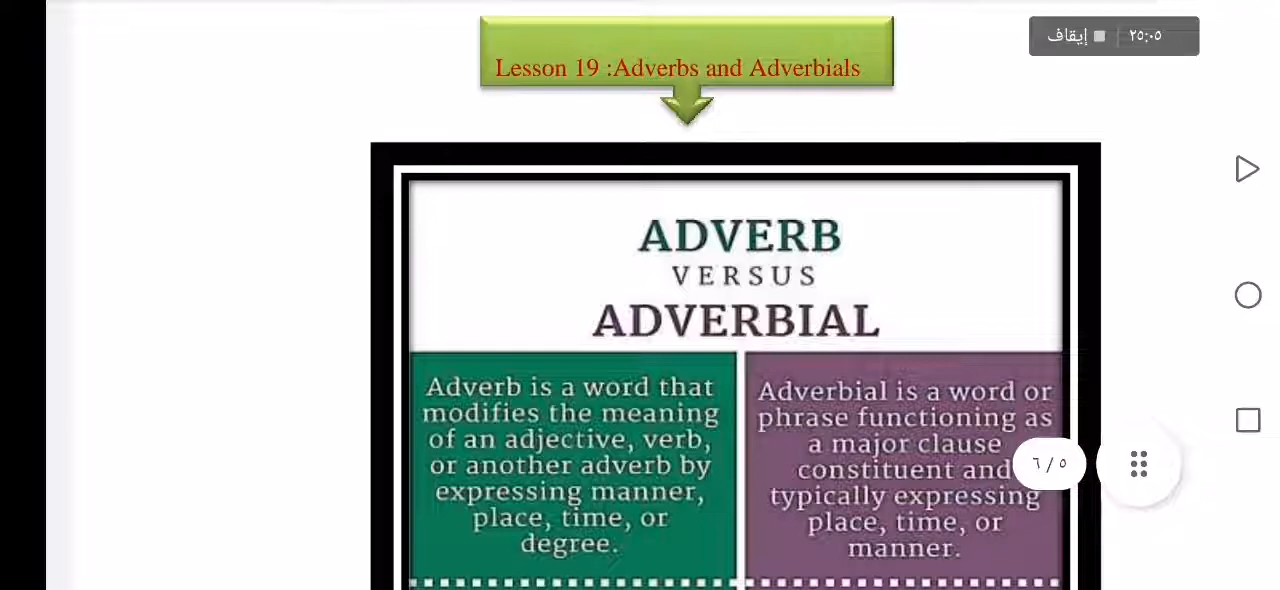 Lesson 19 :Adverbs and Adverbials
إيقاف
٢٥:٠٥
ADVERB
VERSUS
ADVERBIAL
Adverb is a word that
modifies the meaning
of an adjective, verb,
or another adverb by
expressing manner,
place, time, or
degree.
Adverbial is a word or
phrase functioning as
a major clause
constituent and
typically expressing
place, time, or
manner.
٦ / ٥